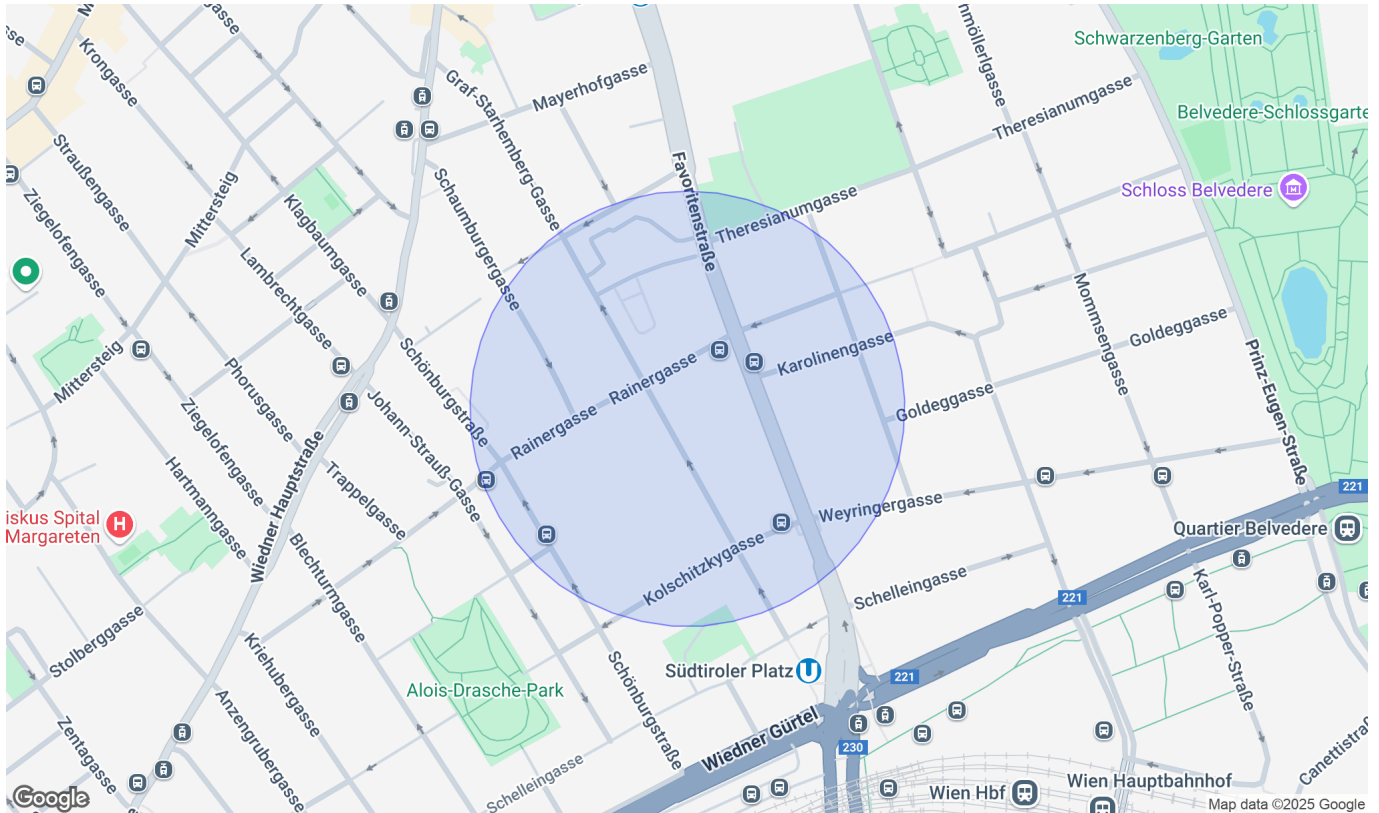 Schwarzenberg-Garten
Krongasse
Graf-Starhemberg-Gasse
Mayerhofgasse
Theresianumgasse
Belvedere-Schlossgarte
Straußengasse
Mittersteig
Schaumburgergasse
Favoritenstraße
Schloss Belvedere
Ziegelofengasse
Klagbaumgasse
Theresianumgasse
Lambrechtgasse
Mommsengasse
Goldeggasse
Mittersteig
Phorusgasse
Schönburgstraße
Rainergasse
Karolinengasse
Prinz-Eugen-Straße
Ziegelofengasse
Johann-Strauß-Gasse
Rainergasse
Goldeggasse
Wiedner Hauptstraße
Hartmanngasse
Trappelgasse
Weyringergasse
221
iskus Spital
Margareten
Quartier Belvedere
Blechturmgasse
Kolschitzkygasse
Schelleingasse
221
Karl-Popper-Straße
Stolberggasse
Kriehubergasse
Alois-Drasche-Park
Schönburgstraße
Südtiroler Platz
221
Anzengrubergasse
Zentagasse
Wiedner Gürtel
230
Schelleingasse
Wien Hbf
Wien Hauptbahnhof
Google
Map data ©2025 Google